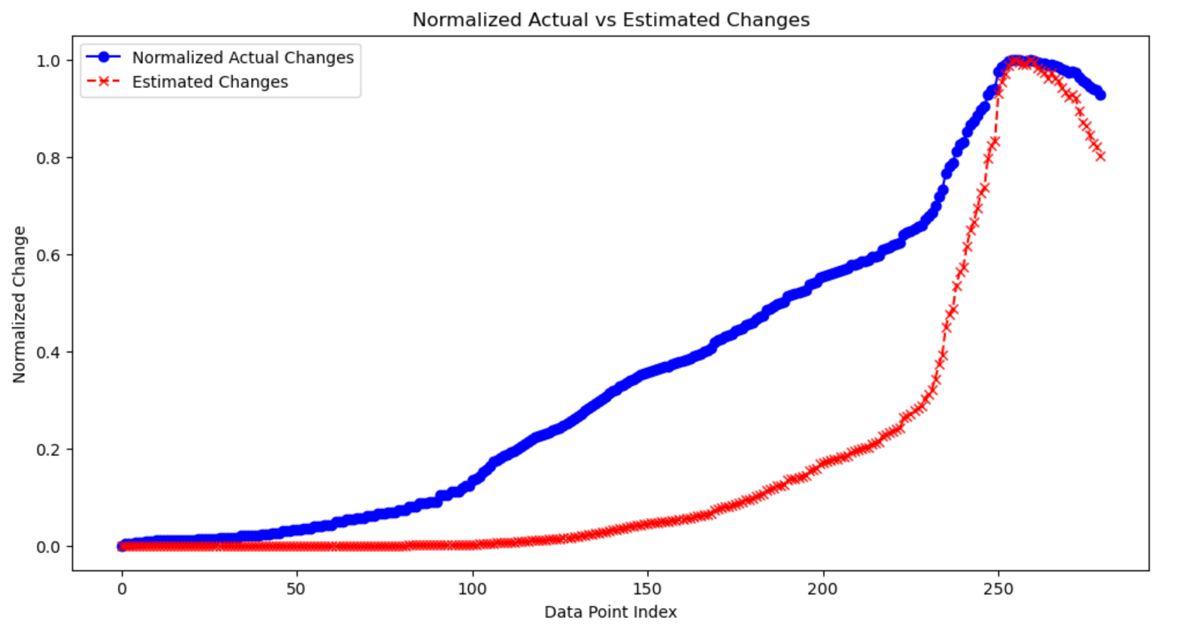 Normalized Actual vs Estimated Changes
Normalized Actual Changes
Estimated Changes
Normalized Change
1.0
0.8
0.6
0.4
0.2
0.0
0 50 100 150 200 250
Data Point Index